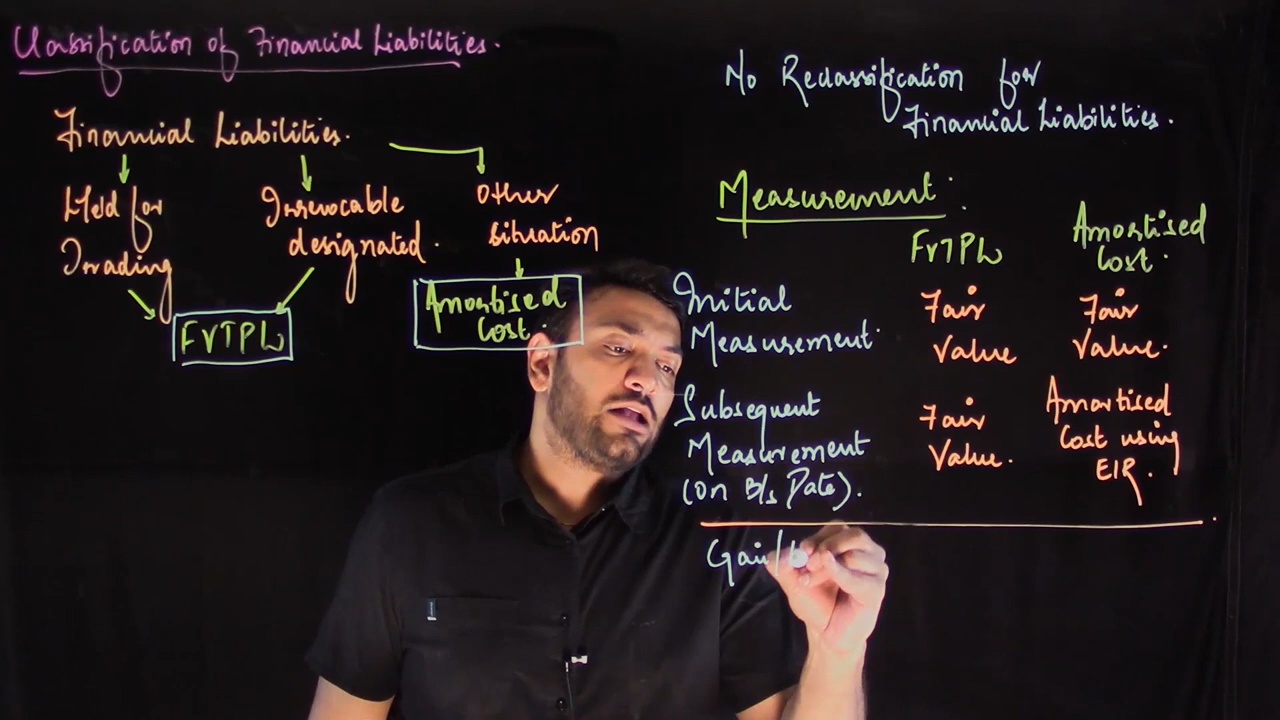 Classification of Financial Liabilities.
Financial Liabilities.
Held for
Trading
Irrevocable
designated.
Other
situation
FVTPL
Amortised
Cost.
No Reclassification for
Financial Liabilities.
Measurement:
FVTPL
Amortised
Cost.
Initial
Measurement.
Fair
Value
Fair
Value.
Subsequent
Measurement
(On B/s Date).
Fair
Value.
Amortised
Cost using
EIR.
Gain/